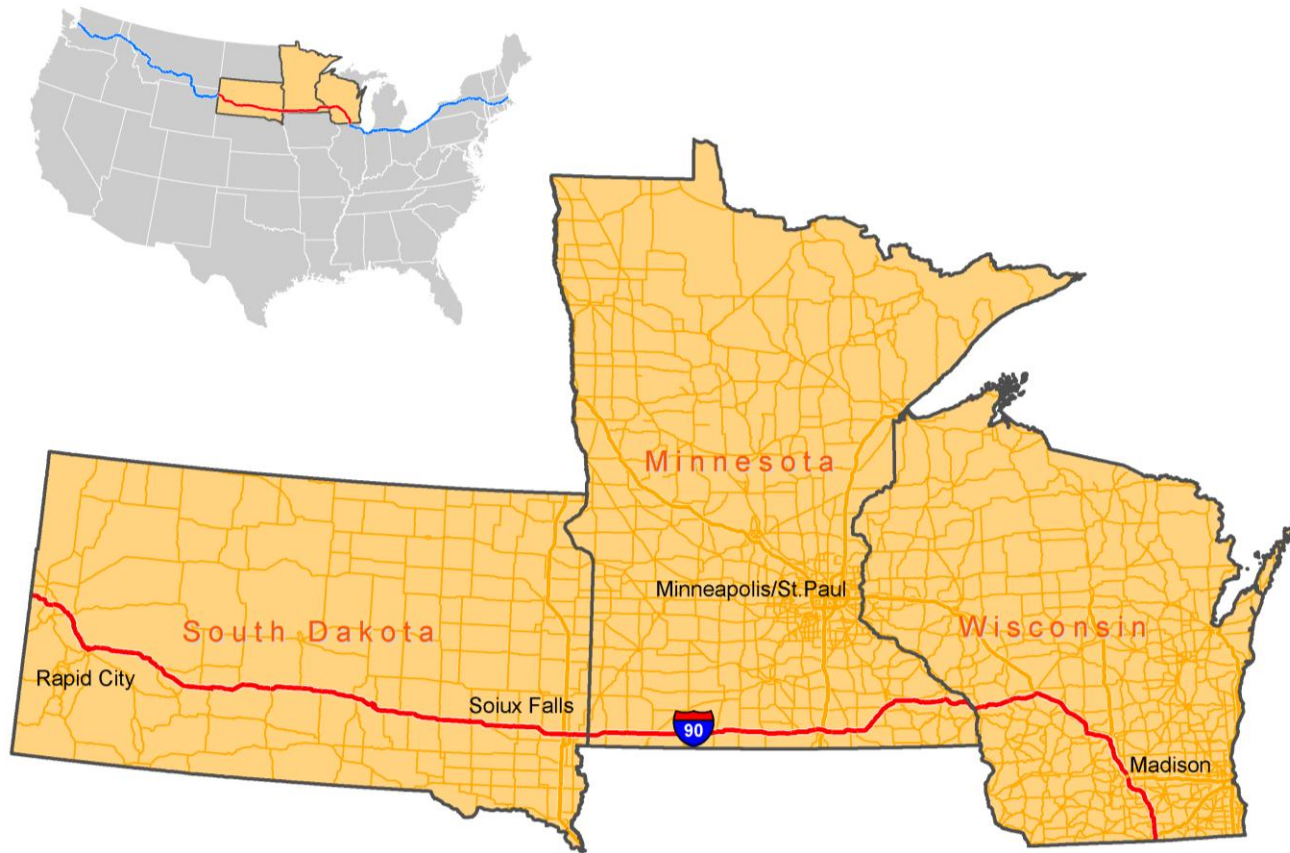 Minnesota
Minneapolis/St.Paul
South Dakota
Wisconsin
Rapid City
Soiux Falls
90
Madison